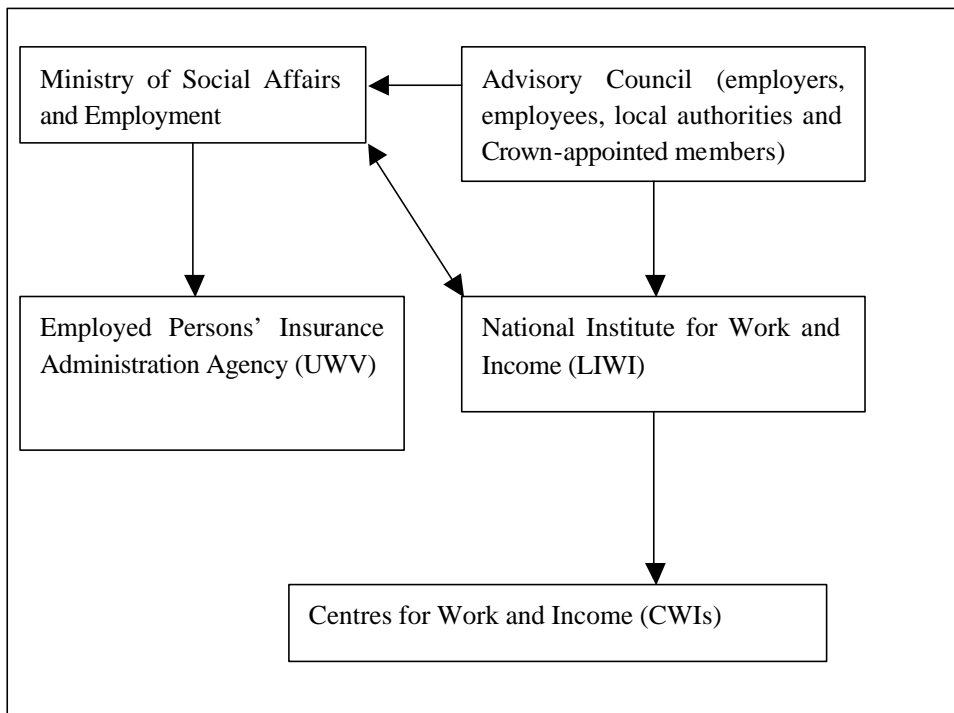 Ministry of Social Affairs
and Employment
Advisory Council (employers,
employees, local authorities and
Crown-appointed members)
Employed Persons’ Insurance
Administration Agency (UWV)
National Institute for Work and
Income (LIWI)
Centres for Work and Income (CWIs)